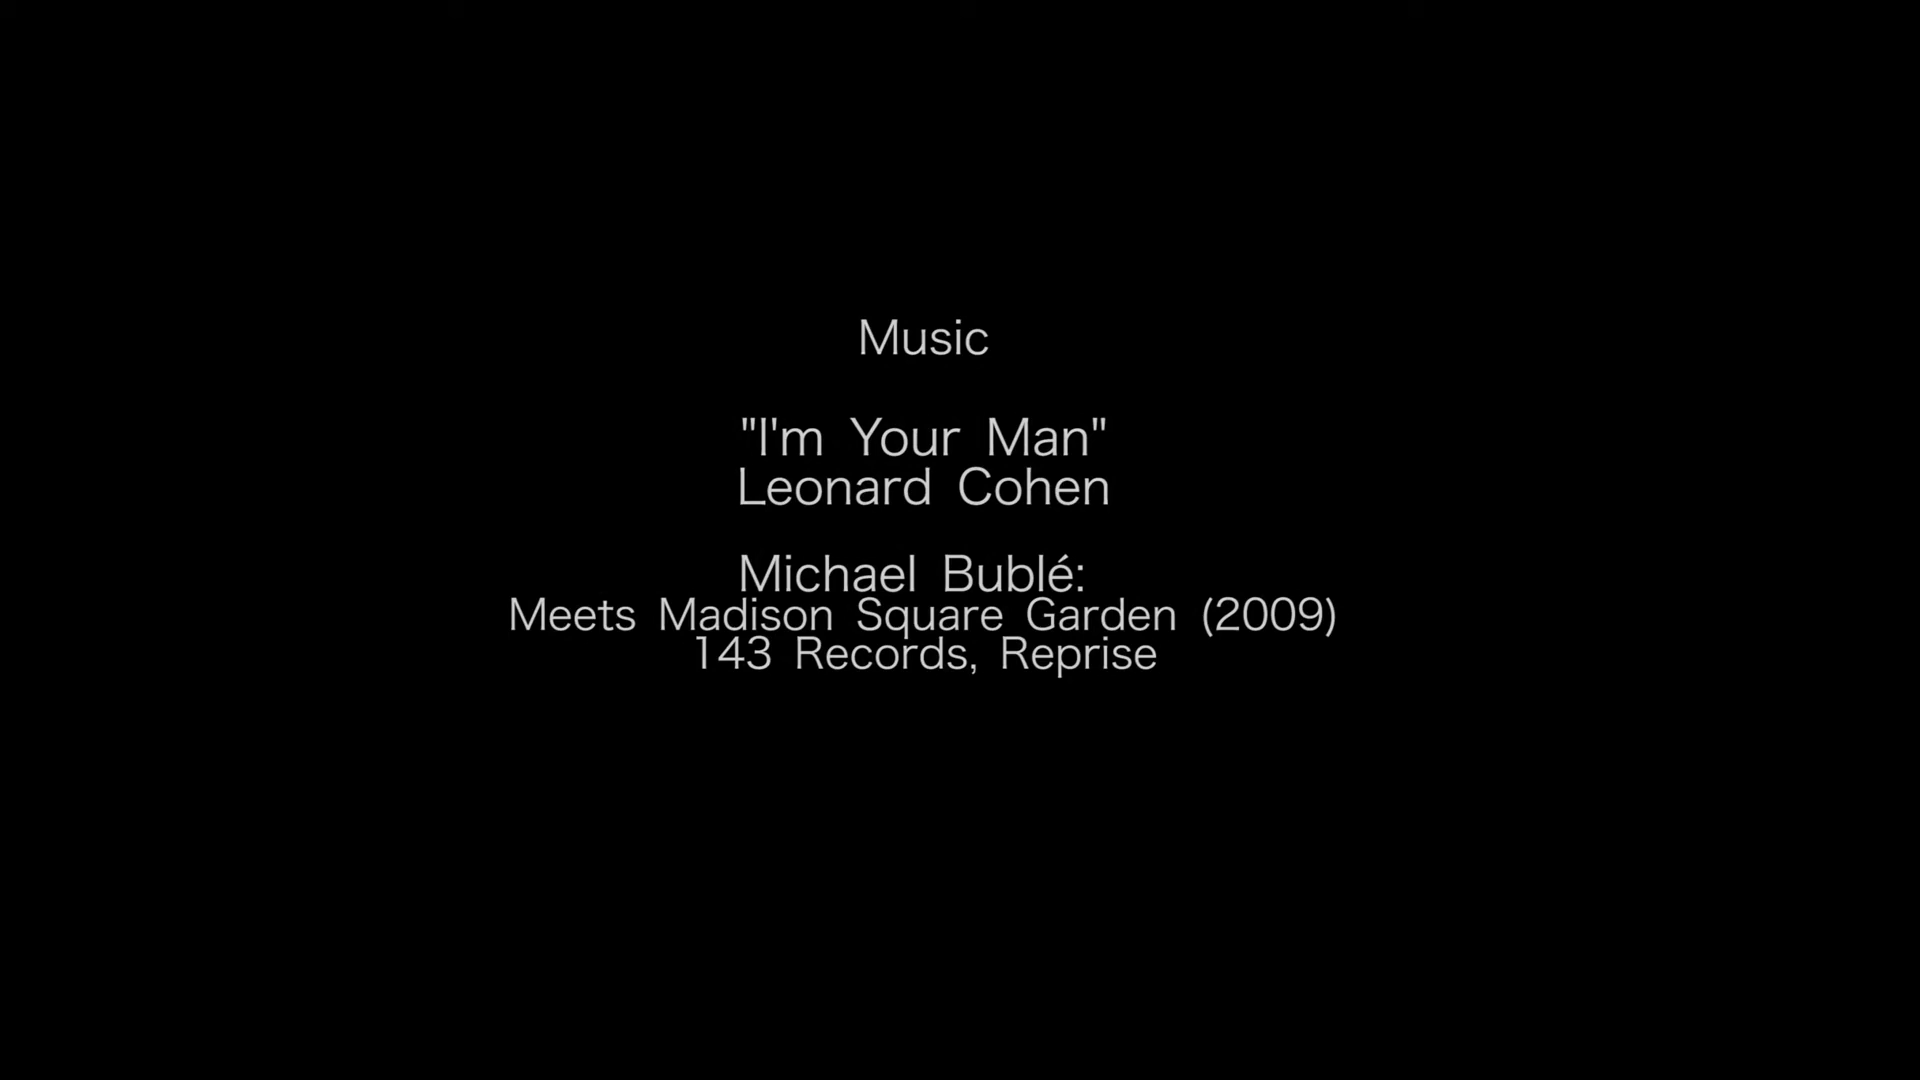 Music
"I'm Your Man"
Leonard Cohen
Michael Bublé:
Meets Madison Square Garden (2009)
143 Records, Reprise